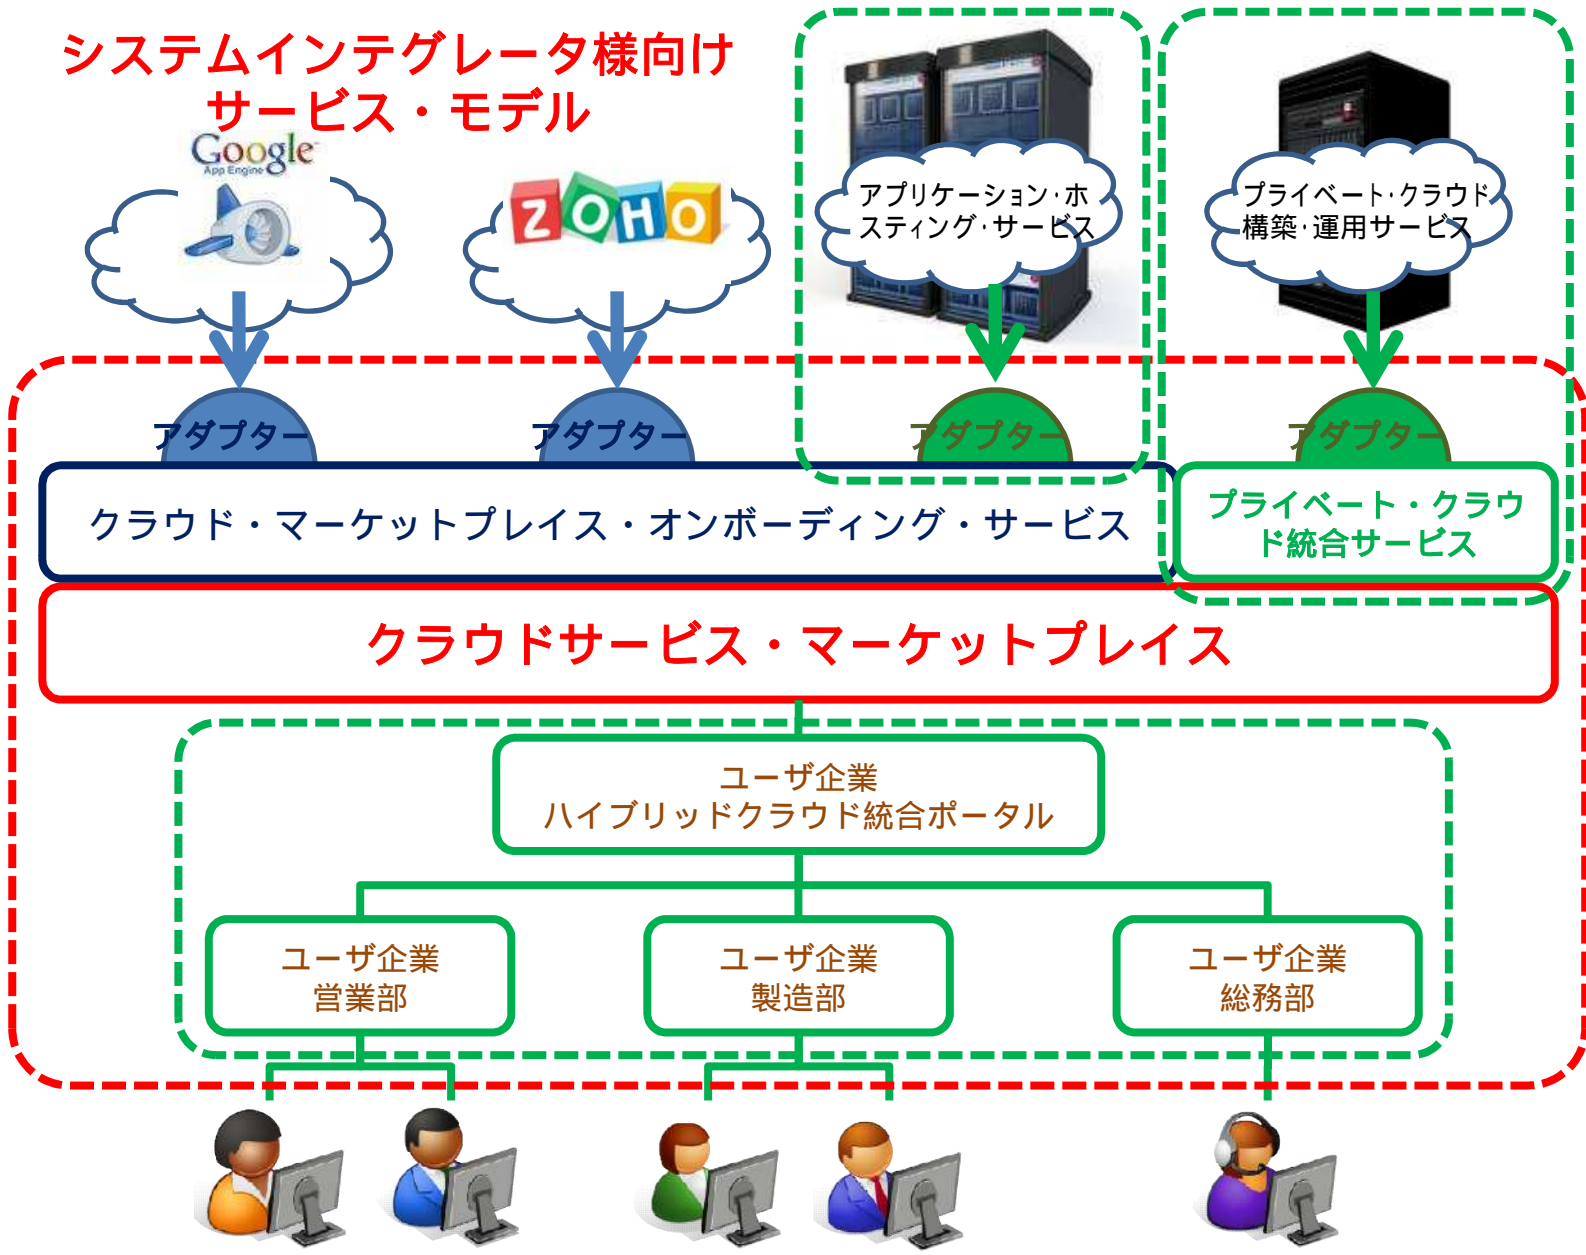 システムインテグレータ様向け
サービス・モデル
Google
App Engine
ZOHO
アプリケーション・ホ
スティング・サービス
プライベート・クラウド
構築・運用サービス
アダプター
アダプター
アダプター
アダプター
クラウド・マーケットプレイス・オンボーディング・サービス
プライベート・クラウ
ド統合サービス
クラウドサービス・マーケットプレイス
ユーザ企業
ハイブリッドクラウド統合ポータル
ユーザ企業
営業部
ユーザ企業
製造部
ユーザ企業
総務部